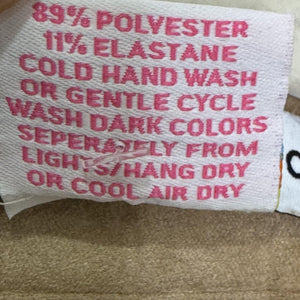 89% POLYESTER
11% ELASTANE
COLD HAND WASH
OR GENTLE CYCLE
WASH DARK COLORS
SEPERATELY FROM
LIGHTS/HANG DRY
OR COOL AIR DRY